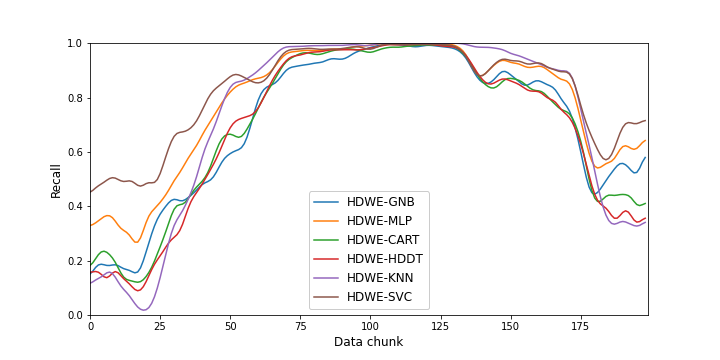 1.0
0.8
0.6
0.4
0.2
0.0
Recall
0 25 50 75 100 125 150 175
Data chunk
HDWE-GNB
HDWE-MLP
HDWE-CART
HDWE-HDDT
HDWE-KNN
HDWE-SVC